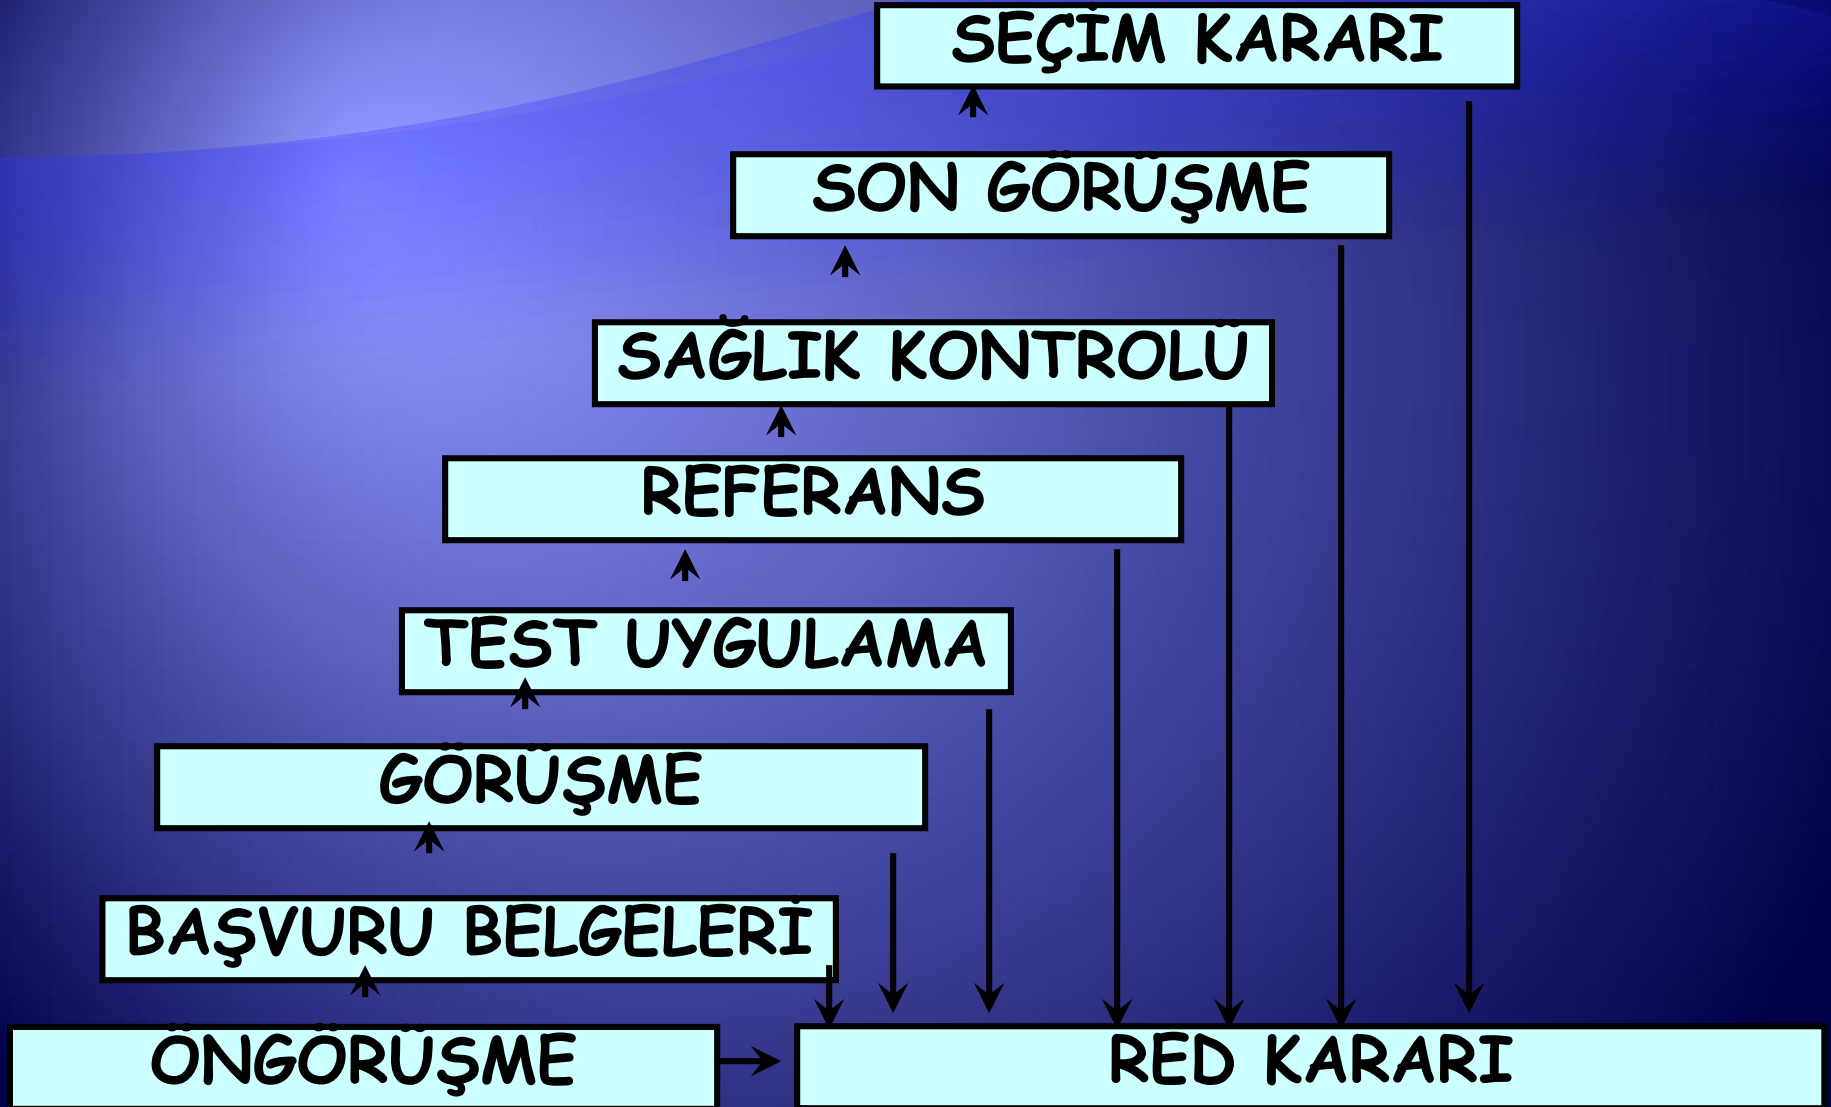 SEÇİM KARARI
SON GÖRÜŞME
SAĞLIK KONTROLÜ
REFERANS
TEST UYGULAMA
GÖRÜŞME
BAŞVURU BELGELERİ
ÖNGÖRÜŞME
RED KARARI